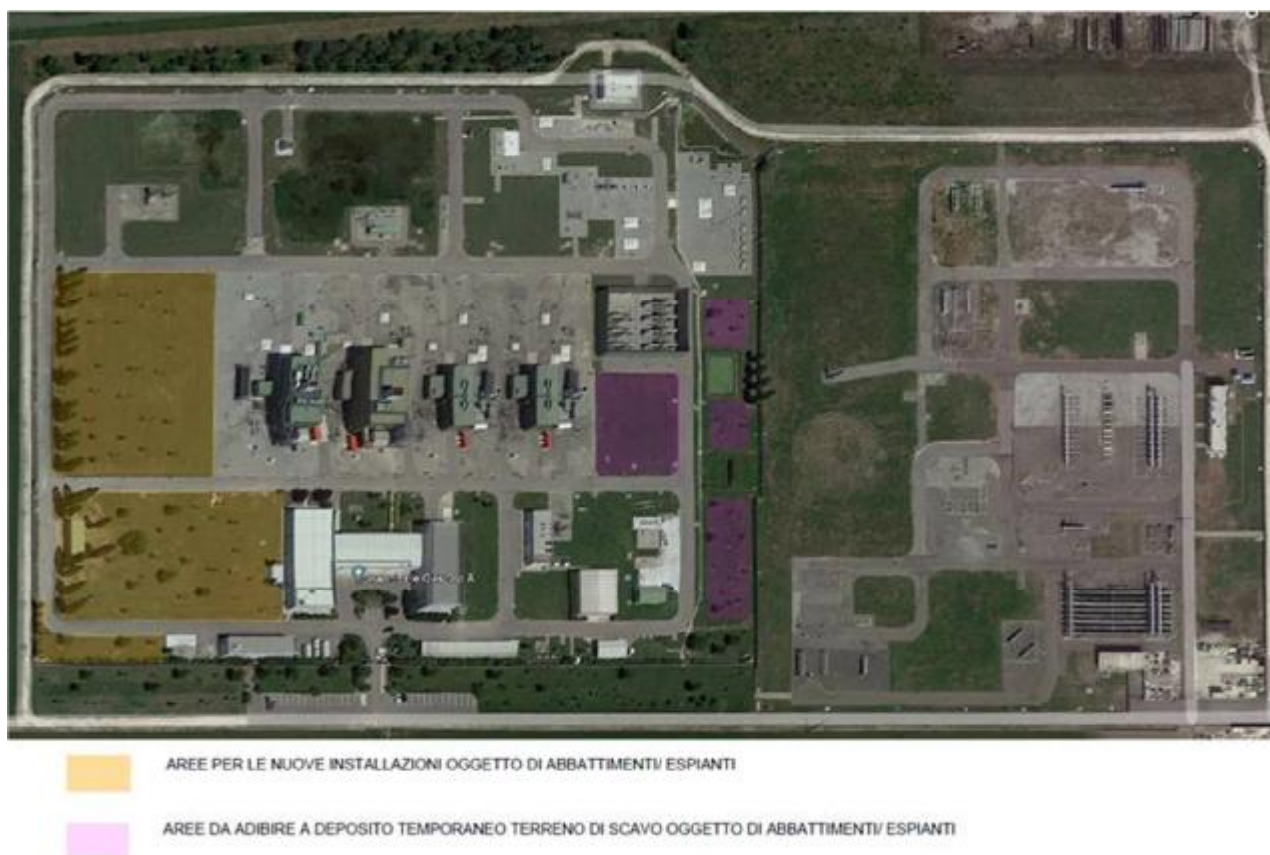 AREE PER LE NUOVE INSTALLAZIONI OGGETTO DI ABBATTIMENTI/ ESPIANTI
AREE DA ADIBIRE A DEPOSITO TEMPORANEO TERRENO DI SCAVO OGGETTO DI ABBATTIMENTI/ ESPIANTI